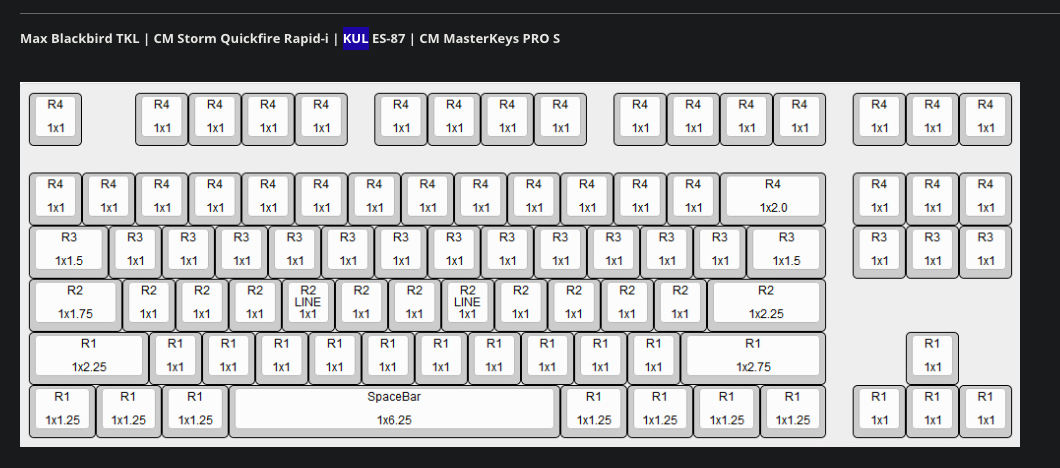 Max Blackbird TKL | CM Storm Quickfire Rapid-i | KUL ES-87 | CM MasterKeys PRO S
R4 R4 R4 R4 R4 R4 R4 R4 R4 R4 R4 R4 R4 R4 R4 R4
1x1 1x1 1x1 1x1 1x1 1x1 1x1 1x1 1x1 1x1 1x1 1x1 1x1 1x1 1x1 1x1
R4 R4 R4 R4 R4 R4 R4 R4 R4 R4 R4 R4 R4 R4 R4 R4 R4
1x1 1x1 1x1 1x1 1x1 1x1 1x1 1x1 1x1 1x1 1x1 1x1 1x1 1x2.0 1x1 1x1 1x1
R3 R3 R3 R3 R3 R3 R3 R3 R3 R3 R3 R3 R3 R3 R3 R3 R3
1x1.5 1x1 1x1 1x1 1x1 1x1 1x1 1x1 1x1 1x1 1x1 1x1 1x1 1x1.5 1x1 1x1 1x1
R2 R2 R2 R2 R2 R2 R2 R2 R2 R2 R2 R2 R2
LINE LINE
1x1.75 1x1 1x1 1x1 1x1 1x1 1x1 1x1 1x1 1x1 1x1 1x1 1x2.25
R1 R1 R1 R1 R1 R1 R1 R1 R1 R1 R1 R1 R1
1x2.25 1x1 1x1 1x1 1x1 1x1 1x1 1x1 1x1 1x1 1x1 1x2.75 1x1
R1 R1 R1 SpaceBar R1 R1 R1 R1 R1 R1 R1
1x1.25 1x1.25 1x1.25 1x6.25 1x1.25 1x1.25 1x1.25 1x1.25 1x1 1x1 1x1